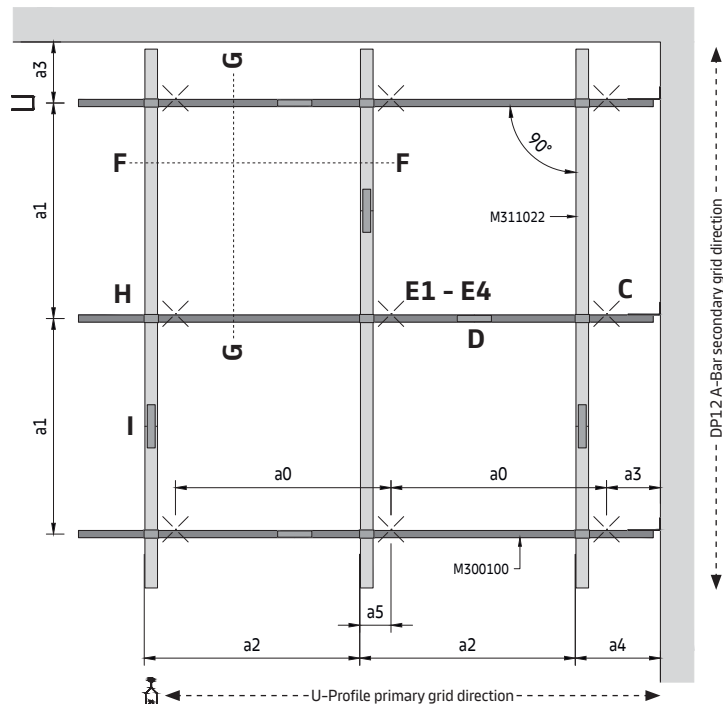 a3
G
F
F
90°
a1
M311022
H
E1 - E4
C
G
D
DP12 A-Bar secondary grid direction
a1
I
a0
a0
a3
M300100
a5
a2
a2
a4
U-Profile primary grid direction